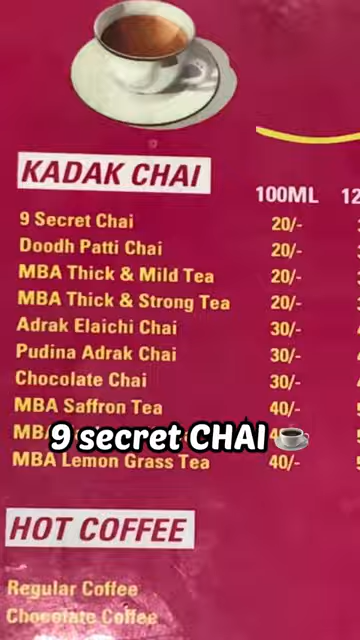 KADAK CHAI
100ML 12
9 Secret Chai 20/-
Doodh Patti Chai 20/-
MBA Thick & Mild Tea 20/-
MBA Thick & Strong Tea 20/-
Adrak Elaichi Chai 30/-
Pudina Adrak Chai 30/-
Chocolate Chai 30/-
MBA Saffron Tea 40/-
MBA
9 secret CHAI ☕
MBA Lemon Grass Tea 40/-
HOT COFFEE
Regular Coffee
Chocolate Coffee